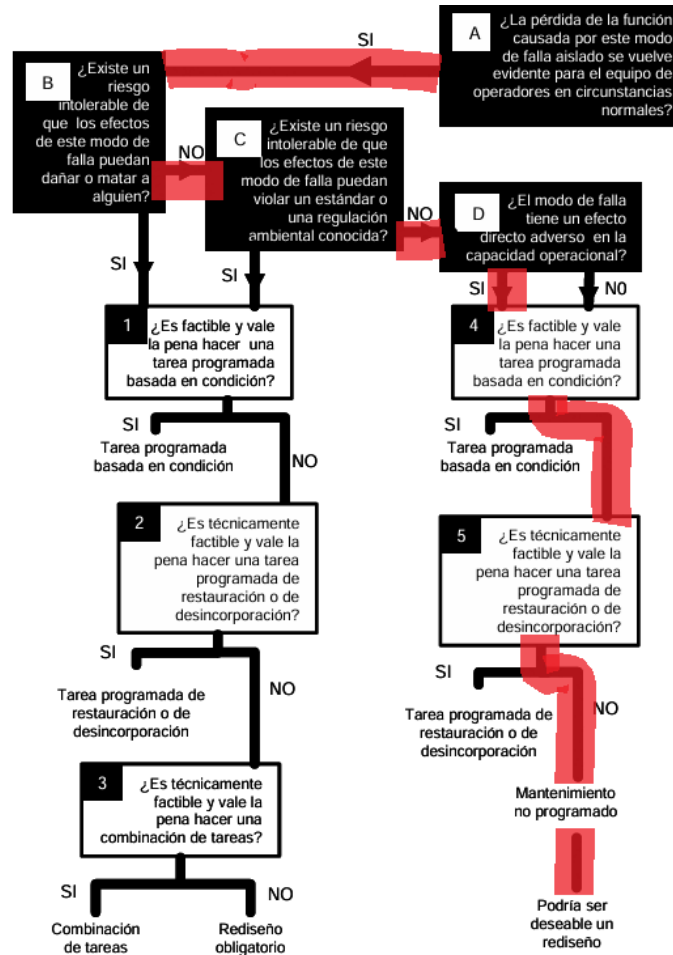 A
¿La pérdida de la función
causada por este modo
de falla aislado se vuelve
evidente para el equipo de
operadores en circunstancias
normales?
SI
B
¿Existe un
riesgo
intolerable de
que los efectos
de este modo de
falla puedan
dañar o matar a
alguien?
NO
C
¿Existe un riesgo
intolerable de que
los efectos de este
modo de falla puedan
violar un estándar o
una regulación
ambiental conocida?
NO
D
¿El modo de falla
tiene un efecto
directo adverso en la
capacidad operacional?
SI
SI
SI
N0
1
¿Es factible y vale
la pena hacer una
tarea programada
basada en condición?
SI
Tarea programada
basada en condición
NO
2
¿Es técnicamente
factible y vale la
pena hacer una tarea
programada de
restauración o de
desincorporación?
SI
Tarea programada de
restauración o de
desincorporación
NO
3
¿Es técnicamente
factible y vale la
pena hacer una
combinación de tareas?
SI
NO
Combinación
de tareas
Rediseño
obligatorio
4
¿Es factible y vale
la pena hacer una
tarea programada
basada en condición?
SI
Tarea programada
basada en condición
NO
5
¿Es técnicamente
factible y vale la
pena hacer una tarea
programada de
restauración o de
desincorporación?
SI
Tarea programada de
restauración o de
desincorporación
NO
Mantenimiento
no programado
Podría ser
deseable un
rediseño